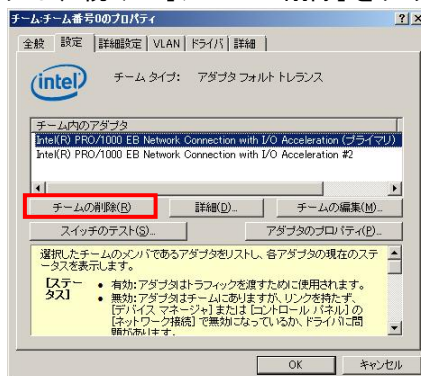 チーム:チーム番号0のプロパティ
全般 設定 詳細設定 VLAN ドライバ 詳細
intel チーム タイプ: アダプタ フォルト トレランス
チーム内のアダプタ
Intel(R) PRO/1000 EB Network Connection with I/O Acceleration (プライマリ)
Intel(R) PRO/1000 EB Network Connection with I/O Acceleration #2
チームの削除(R) 詳細(D)... チームの編集(M)...
スイッチのテスト(S)... アダプタのプロパティ(P)...
選択したチームのメンバであるアダプタをリストし、各アダプタの現在のステ
ータスを表示します。
[ステー • 有効:アダプタはトラフィックを渡すために使用されます。
タス] • 無効:アダプタはチームにありますが、リンクを持たず、
[デバイス マネージャ] または [コントロール パネル] の
[ネットワーク接続] で無効になっているか、ドライバに問
題があります。
OK キャンセル